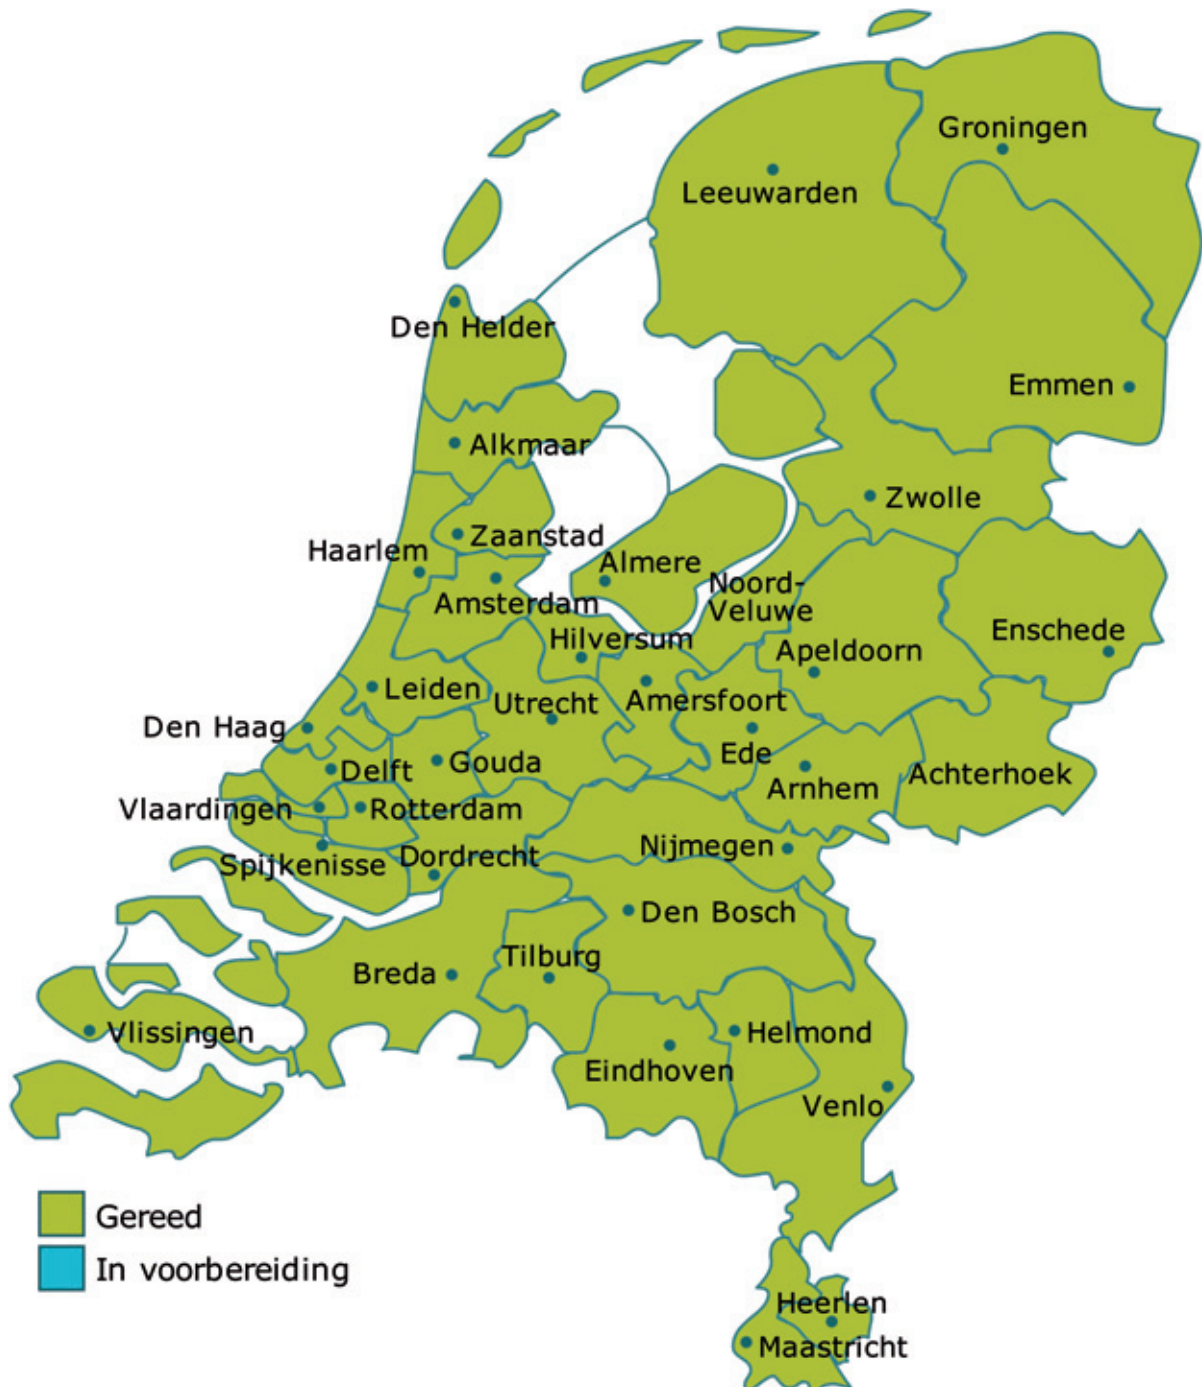 Groningen
Leeuwarden
Den Helder
Emmen
Alkmaar
Zwolle
Zaanstad
Haarlem
Almere
Noord-
Veluwe
Amsterdam
Hilversum
Enschede
Apeldoorn
Leiden
Amersfoort
Utrecht
Den Haag
Ede
Gouda
Delft
Achterhoek
Arnhem
Vlaardingen
Rotterdam
Nijmegen
Dordrecht
Spijkenisse
Den Bosch
Tilburg
Breda
Vlissingen
Helmond
Eindhoven
Venlo
Gereed
In voorbereiding
Heerlen
Maastricht